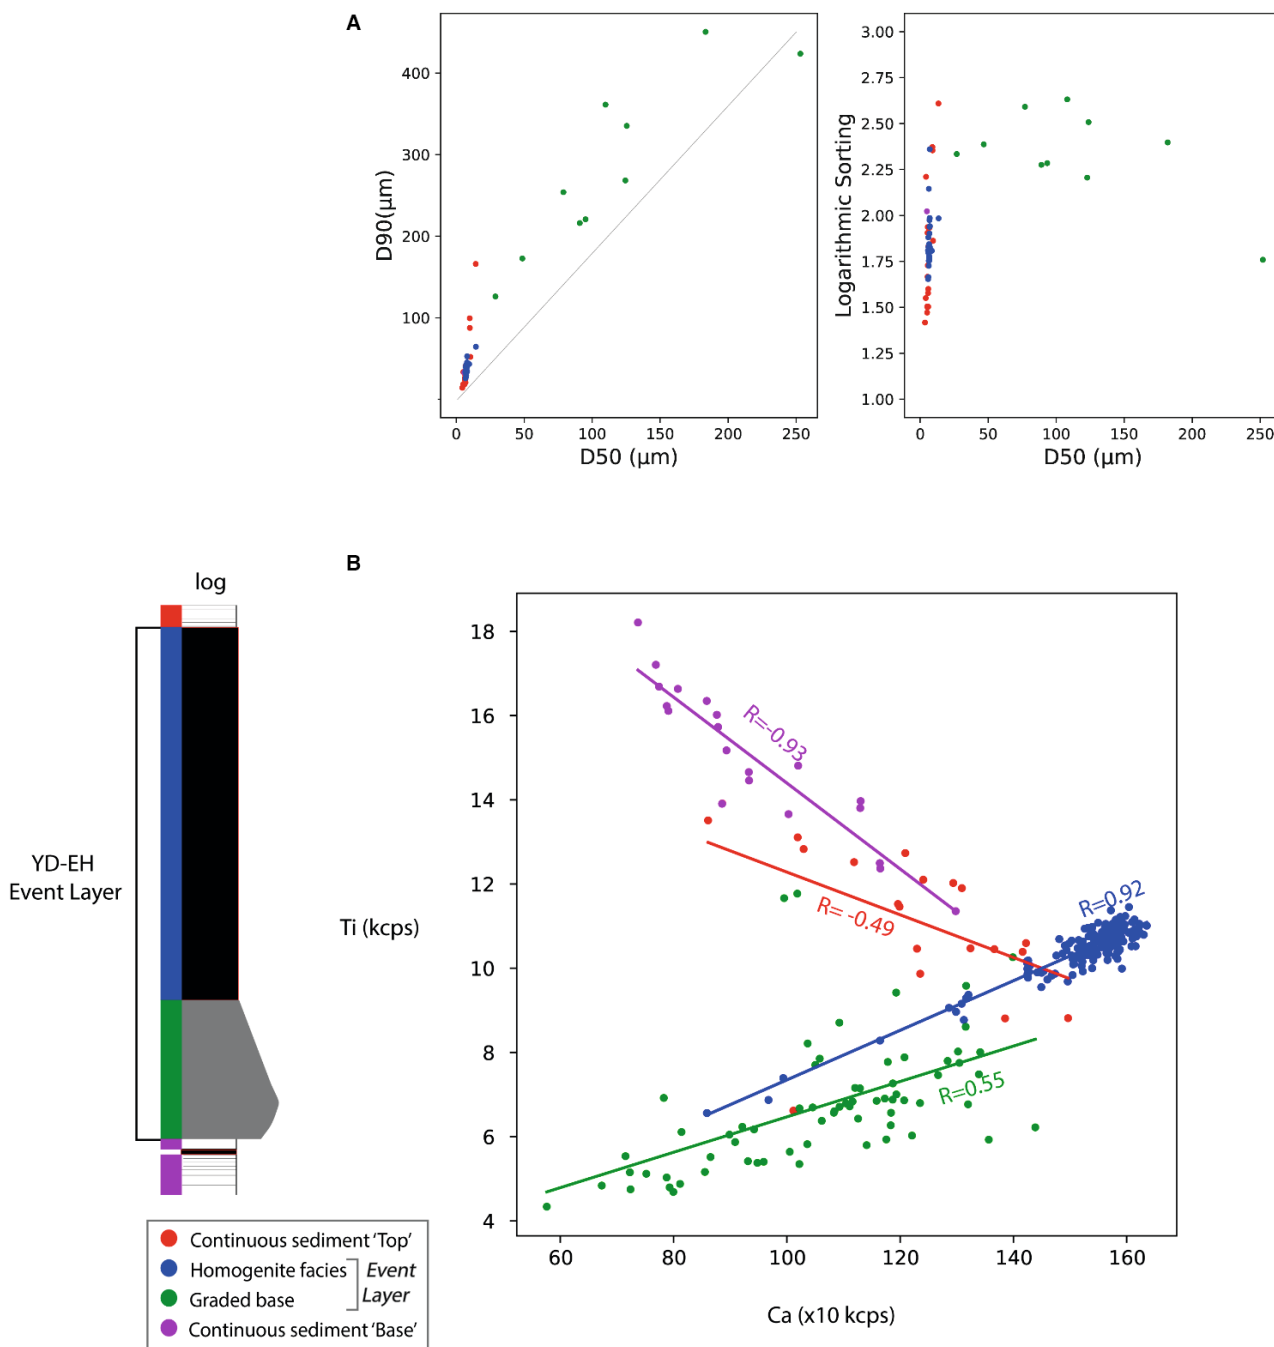 A
400
300
200
100
D90(μm)
0
50
100
150
200
250
D50 (μm)
3.00
2.75
2.50
2.25
2.00
1.75
1.50
1.25
1.00
Logarithmic Sorting
0
50
100
150
200
250
D50 (μm)
B
log
YD-EH
Event Layer
Ti (kcps)
18
16
14
12
10
8
6
4
R=-0.93
R= -0.49
R=0.92
R=0.55
60
80
100
120
140
160
Ca (x10 kcps)
Continuous sediment 'Top'
Homogenite facies
Graded base
Event
Layer
Continuous sediment 'Base'